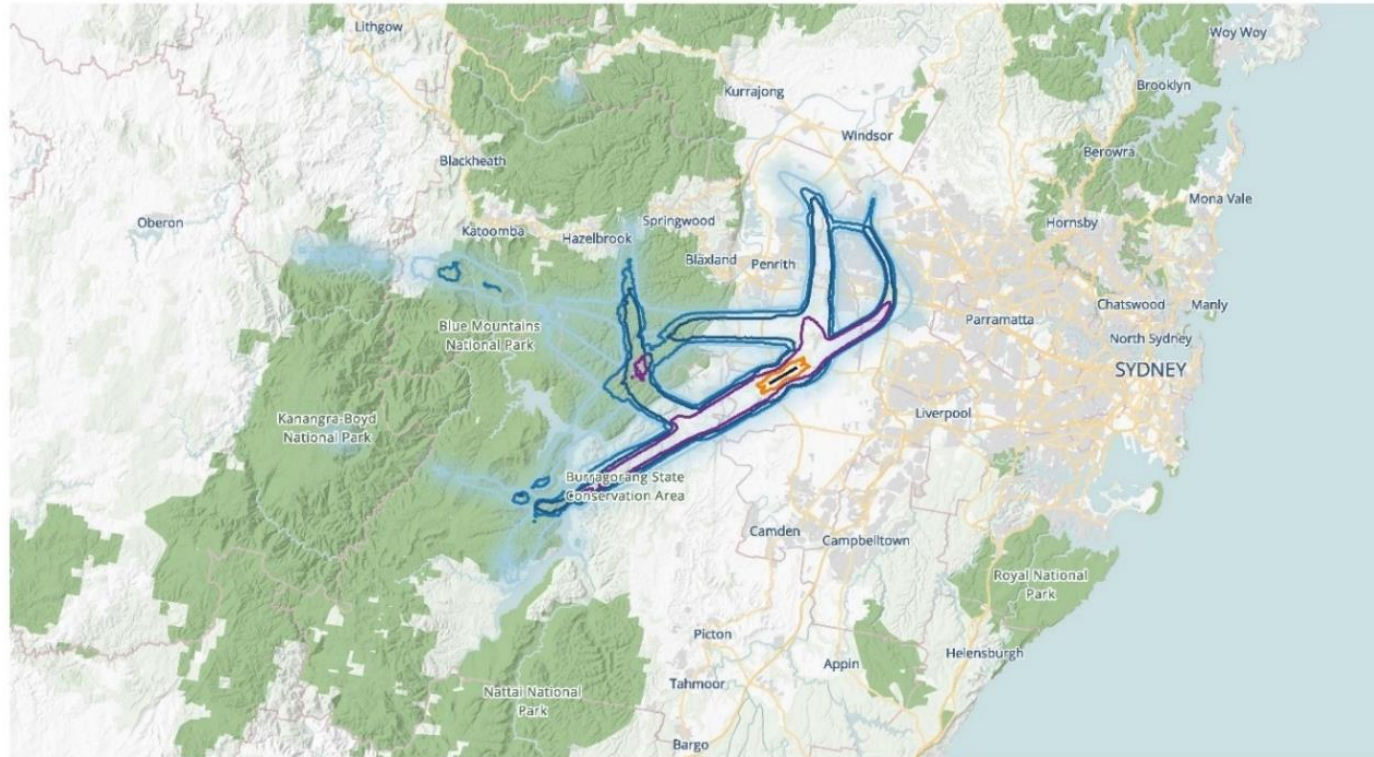 Lithgow
Woy Woy
Kurrajong
Brooklyn
Windsor
Blackheath
Berowra
Mona Vale
Oberon
Springwood
Hornsby
Katoomba
Hazelbrook
Blaxland
Penrith
Chatswood
Manly
Parramatta
Blue Mountains
National Park
North Sydney
SYDNEY
Kanangra-Boyd
National Park
Liverpool
Burragorang State
Conservation Area
Camden
Campbelltown
Royal National
Park
Picton
Helensburgh
Appin
Tahmoor
Nattai National
Park
Bargo